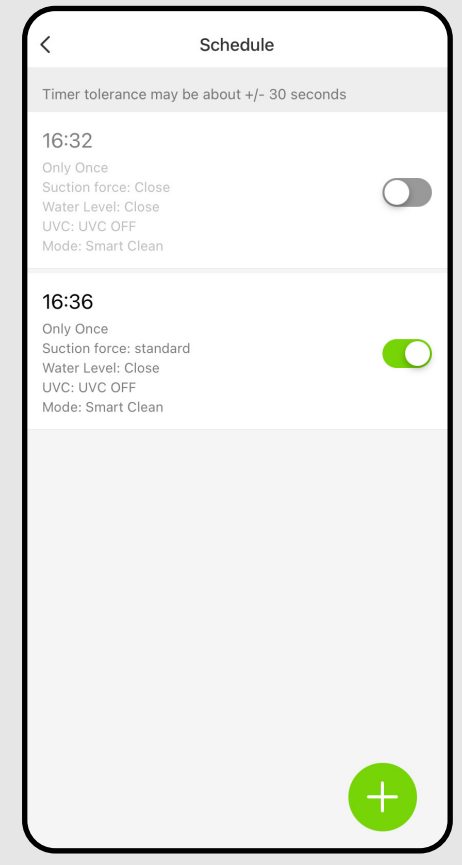 Schedule
Timer tolerance may be about +/- 30 seconds
16:32
Only Once
Suction force: Close
Water Level: Close
UVC: UVC OFF
Mode: Smart Clean
16:36
Only Once
Suction force: standard
Water Level: Close
UVC: UVC OFF
Mode: Smart Clean